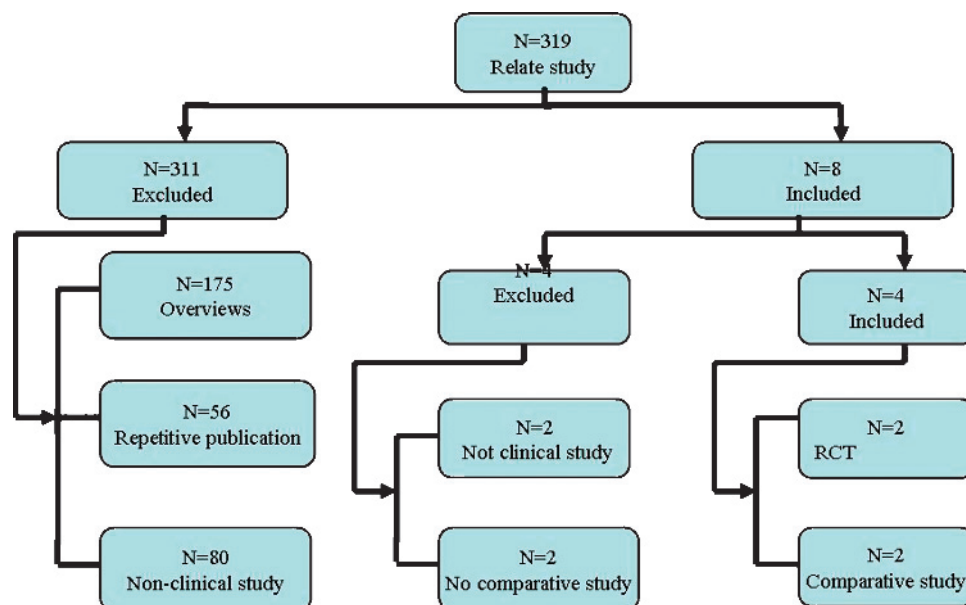 N=319
Relate study
N=311
Excluded
N=8
Included
N=175
Overviews
N=4
Excluded
N=4
Included
N=56
Repetitive publication
N=2
Not clinical study
N=2
RCT
N=80
Non-clinical study
N=2
No comparative study
N=2
Comparative study